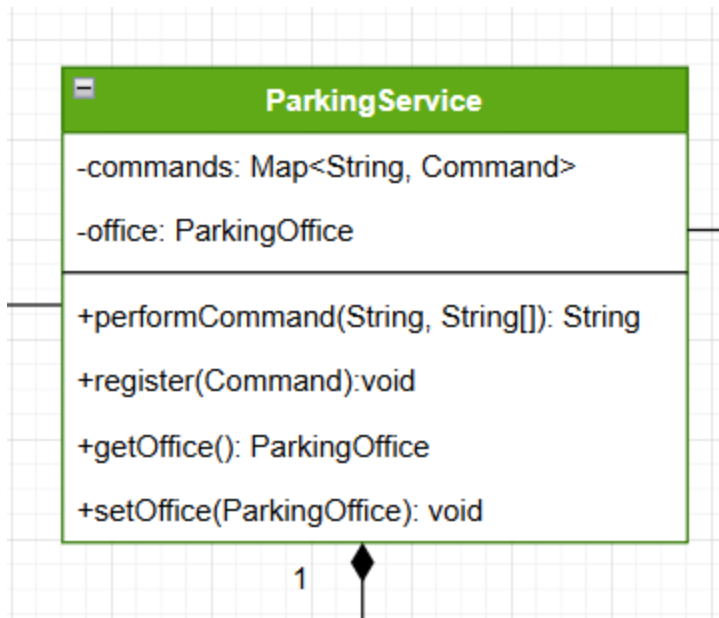 ParkingService
-commands: Map<String, Command>
-office: ParkingOffice
+performCommand(String, String[]): String
+register(Command):void
+getOffice(): ParkingOffice
+setOffice(ParkingOffice): void
1